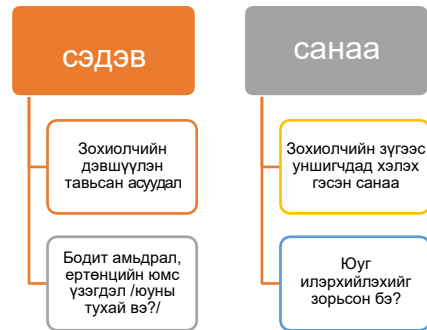 сэдэв
Зохиолчийн
дэвшүүлэн
тавьсан асуудал
Бодит амьдрал,
ертөнцийн юмс
үзэгдэл /юуны
тухай вэ?/
санаа
Зохиолчийн зүгээс
уншигчдад хэлэх
гэсэн санаа
Юуг
илэрхийлэхийг
зорьсон бэ?